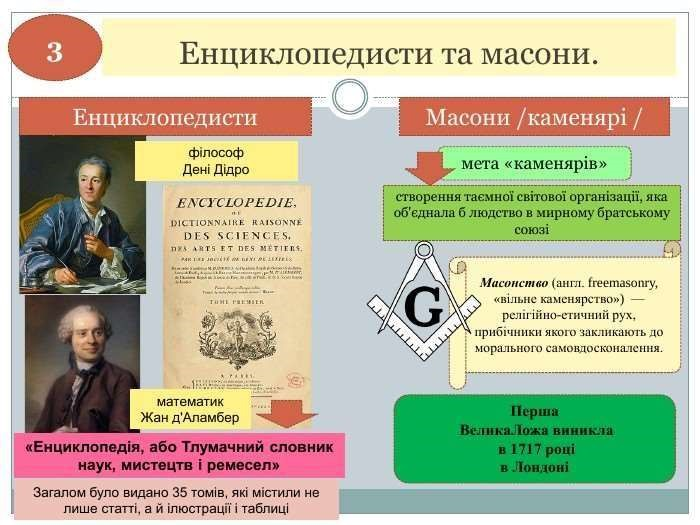 3
Енциклопедисти та масони.
Енциклопедисти
філософ
Дені Дідро
ENCYCLOPEDIE,
OU
DICTIONNAIRE RAISONNÉ
DES SCIENCES,
DES ARTS ET DES MÉTIERS,
PAR UNE SOCIÉTÉ DE GENS DE LETTRES.
TOME PREMIER
A PARIS
математик
Жан д'Аламбер
«Енциклопедія, або Тлумачний словник
наук, мистецтв і ремесел»
Загалом було видано 35 томів, які містили не
лише статті, а й ілюстрації і таблиці
Масони /каменярі /
мета «каменярів»
створення таємної світової організації, яка
об'єднала б людство в мирному братському
союзі
G
Масонство (англ. freemasonry,
«вільне каменярство») —
релігійно-етичний рух,
прибічники якого закликають до
морального самовдосконалення.
Перша
ВеликаЛожа виникла
в 1717 році
в Лондоні